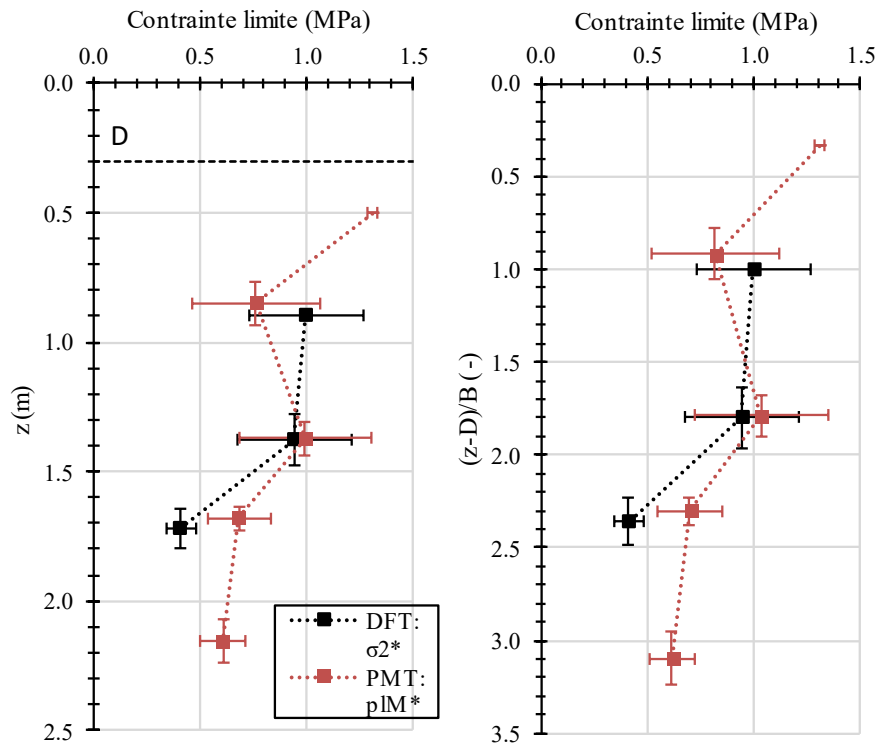 Contrainte limite (MPa)
0.0 0.5 1.0 1.5
0.0
0.5
1.0
1.5
2.0
2.5
z (m)
D
DFT:
σ2*
PMT:
plM*
Contrainte limite (MPa)
0.0 0.5 1.0 1.5
0.0
0.5
1.0
1.5
2.0
2.5
3.0
3.5
(z-D)/B (-)